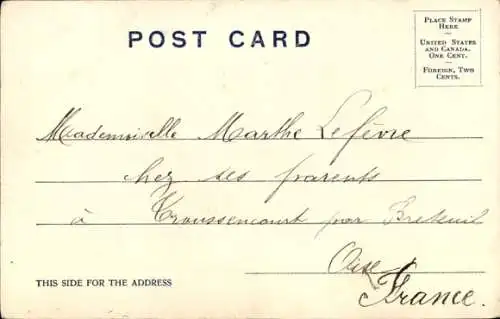 POST CARD
PLACE STAMP
HERE
—
UNITED STATES
AND CANADA,
ONE CENT.
—
FOREIGN, TWO
CENTS.
Mademoiselle Marthe Lefèvre
chez ses parents
à Troussencourt par Breteuil
Oise
France.
THIS SIDE FOR THE ADDRESS